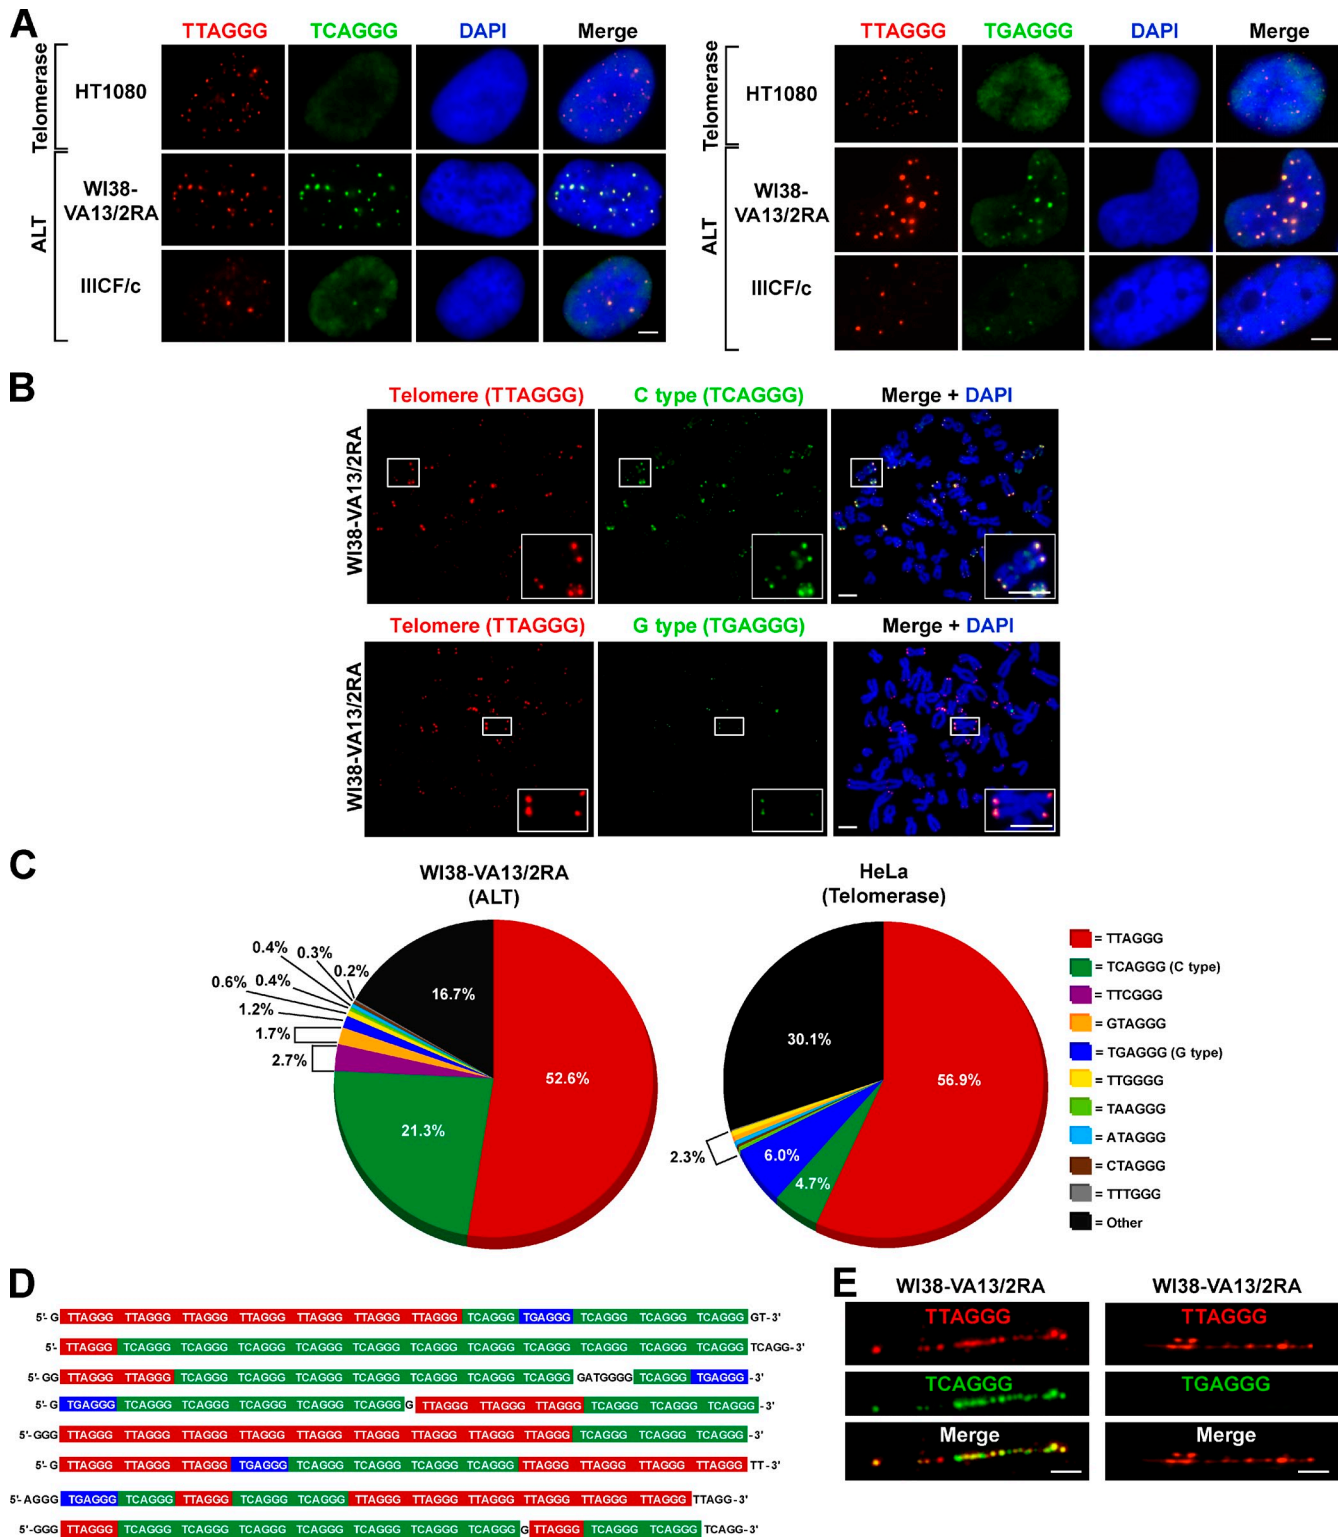 A
TTAGGG TCAGGG DAPI Merge
Telomerase
HT1080
ALT
WI38-
VA13/2RA
IIICF/c
TTAGGG TGAGGG DAPI Merge
Telomerase
HT1080
ALT
WI38-
VA13/2RA
IIICF/c
B
Telomere (TTAGGG) C type (TCAGGG) Merge + DAPI
WI38-VA13/2RA
Telomere (TTAGGG) G type (TGAGGG) Merge + DAPI
WI38-VA13/2RA
C
WI38-VA13/2RA
(ALT)
0.4%
0.3%
0.2%
0.6%
0.4%
1.2%
1.7%
2.7%
16.7%
52.6%
21.3%
HeLa
(Telomerase)
30.1%
56.9%
2.3%
6.0%
4.7%
= TTAGGG
= TCAGGG (C type)
= TTCGGG
= GTAGGG
= TGAGGG (G type)
= TTGGGG
= TAAGGG
= ATAGGG
= CTAGGG
= TTTGGG
= Other
D
5'- G TTAGGG TTAGGG TTAGGG TTAGGG TTAGGG TTAGGG TTAGGG TCAGGG TGAGGG TCAGGG TCAGGG TCAGGG GT-3'
5'- TTAGGG TCAGGG TCAGGG TCAGGG TCAGGG TCAGGG TCAGGG TCAGGG TCAGGG TCAGGG TCAGGG TCAGGG TCAGG-3'
5'-GG TTAGGG TTAGGG TCAGGG TCAGGG TCAGGG TCAGGG TCAGGG TCAGGG TCAGGG GATGGGG TCAGGG TGAGGG -3'
5'- G TGAGGG TCAGGG TCAGGG TCAGGG TCAGGG TCAGGG G TTAGGG TTAGGG TTAGGG TCAGGG TCAGGG TCAGGG -3'
5'-GGG TTAGGG TTAGGG TTAGGG TTAGGG TTAGGG TTAGGG TTAGGG TTAGGG TTAGGG TCAGGG TCAGGG TCAGGG -3'
5'- G TTAGGG TTAGGG TTAGGG TGAGGG TCAGGG TCAGGG TCAGGG TCAGGG TTAGGG TTAGGG TTAGGG TTAGGG TT-3'
5'-AGGG TGAGGG TCAGGG TTAGGG TCAGGG TCAGGG TTAGGG TTAGGG TTAGGG TTAGGG TTAGGG TTAGGG TTAGG-3'
5'-GGG TTAGGG TCAGGG TCAGGG TCAGGG TCAGGG TCAGGG TCAGGG TCAGGG G TTAGGG TCAGGG TCAGGG TCAGG-3'
E
WI38-VA13/2RA
TTAGGG
TCAGGG
Merge
WI38-VA13/2RA
TTAGGG
TGAGGG
Merge